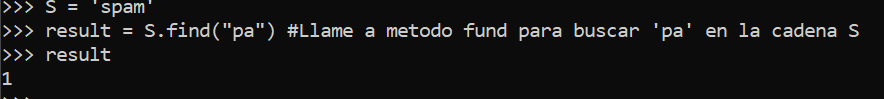 >>> S = 'spam'
>>> result = S.find("pa") #Llame a metodo fund para buscar 'pa' en la cadena S
>>> result
1
>>>